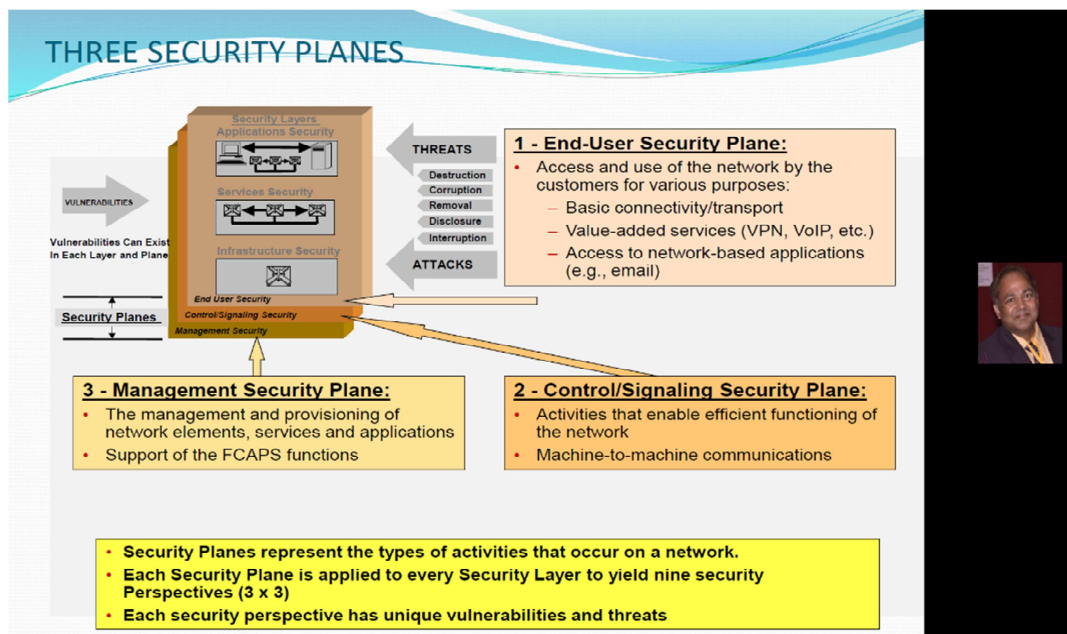 THREE SECURITY PLANES
Security Layers
Applications Security
Services Security
Infrastructure Security
End User Security
Control/Signaling Security
Management Security
VULNERABILITIES
Vulnerabilities Can Exist
In Each Layer and Plane
Security Planes
THREATS
Destruction
Corruption
Removal
Disclosure
Interruption
ATTACKS
1 - End-User Security Plane:
• Access and use of the network by the
customers for various purposes:
– Basic connectivity/transport
– Value-added services (VPN, VoIP, etc.)
– Access to network-based applications
(e.g., email)
3 - Management Security Plane:
• The management and provisioning of
network elements, services and applications
• Support of the FCAPS functions
2 - Control/Signaling Security Plane:
• Activities that enable efficient functioning of
the network
• Machine-to-machine communications
• Security Planes represent the types of activities that occur on a network.
• Each Security Plane is applied to every Security Layer to yield nine security
Perspectives (3 x 3)
• Each security perspective has unique vulnerabilities and threats